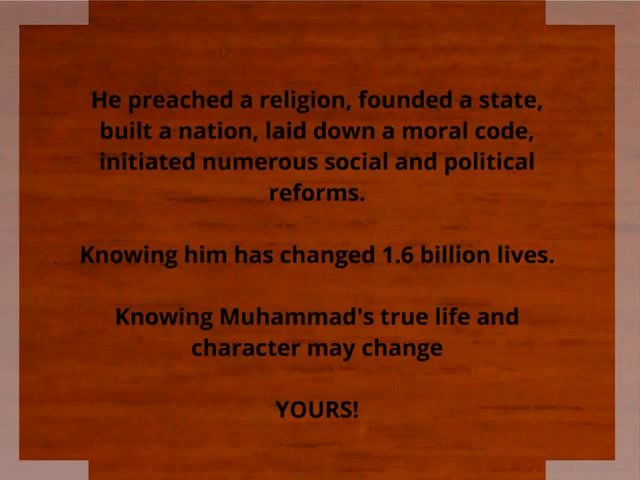 He preached a religion, founded a state,
built a nation, laid down a moral code,
initiated numerous social and political
reforms.
Knowing him has changed 1.6 billion lives.
Knowing Muhammad's true life and
character may change
YOURS!